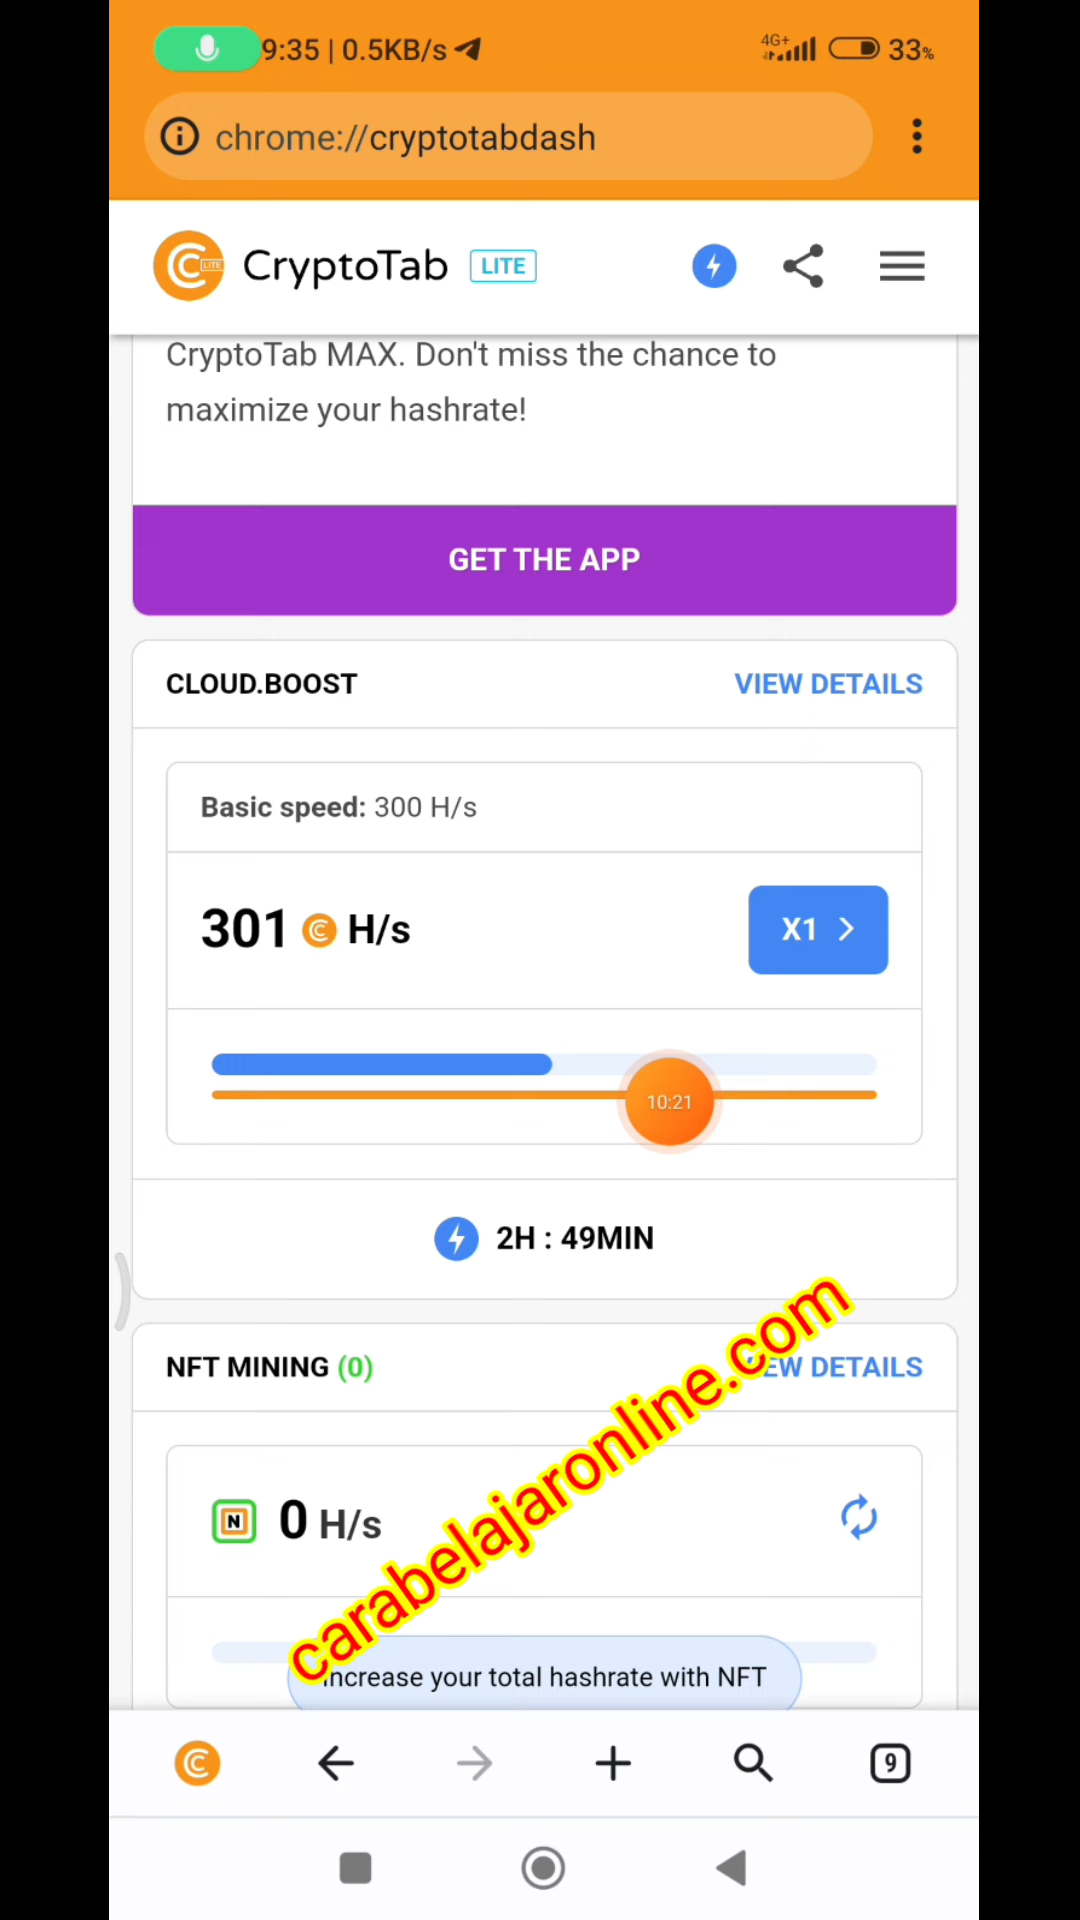 9:35 | 0.5KB/s
4G+
33%
chrome://cryptotabdash
CryptoTab LITE
CryptoTab MAX. Don't miss the chance to
maximize your hashrate!
GET THE APP
CLOUD.BOOST
VIEW DETAILS
Basic speed: 300 H/s
301 H/s
X1
10:21
2H : 49MIN
NFT MINING (0)
VIEW DETAILS
N 0 H/s
carabelajaronline.com
Increase your total hashrate with NFT
9